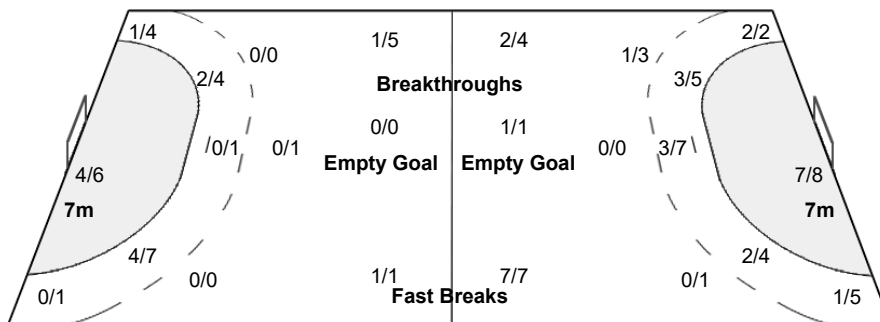 1/4 1/5 2/4 2/2
0/0 1/3
2/4 Breakthroughs 3/5
0/0 1/1
0/1 0/1 0/0 3/7
Empty Goal Empty Goal
4/6 7/8
7m 7m
4/7 2/4
0/0 1/1 7/7 0/1
0/1 Fast Breaks 1/5